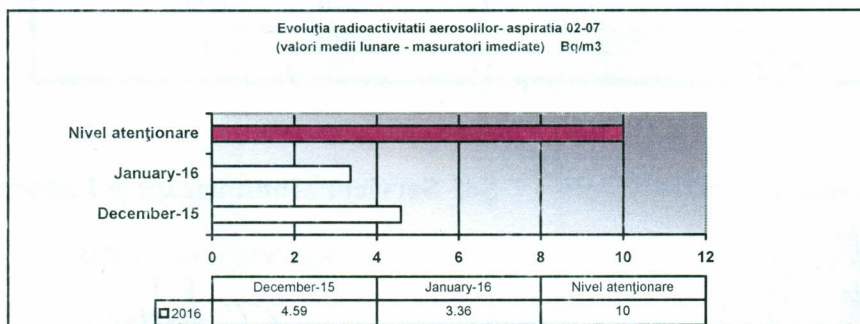 Evoluția radioactivitatii aerosolilor- aspiratia 02-07
(valori medii lunare - masuratori imediate) Bq/m3
Nivel atenționare
January-16
December-15
0 2 4 6 8 10 12
December-15 January-16 Nivel atenționare
2016 4.59 3.36 10